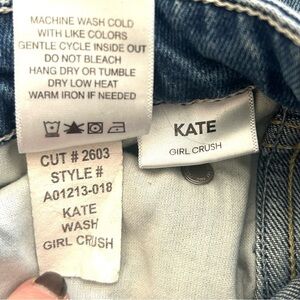 MACHINE WASH COLD
WITH LIKE COLORS
GENTLE CYCLE INSIDE OUT
DO NOT BLEACH
HANG DRY OR TUMBLE
DRY LOW HEAT
WARM IRON IF NEEDED
CUT # 2603
STYLE #
A01213-018
KATE
WASH
GIRL CRUSH
KATE
GIRL CRUSH